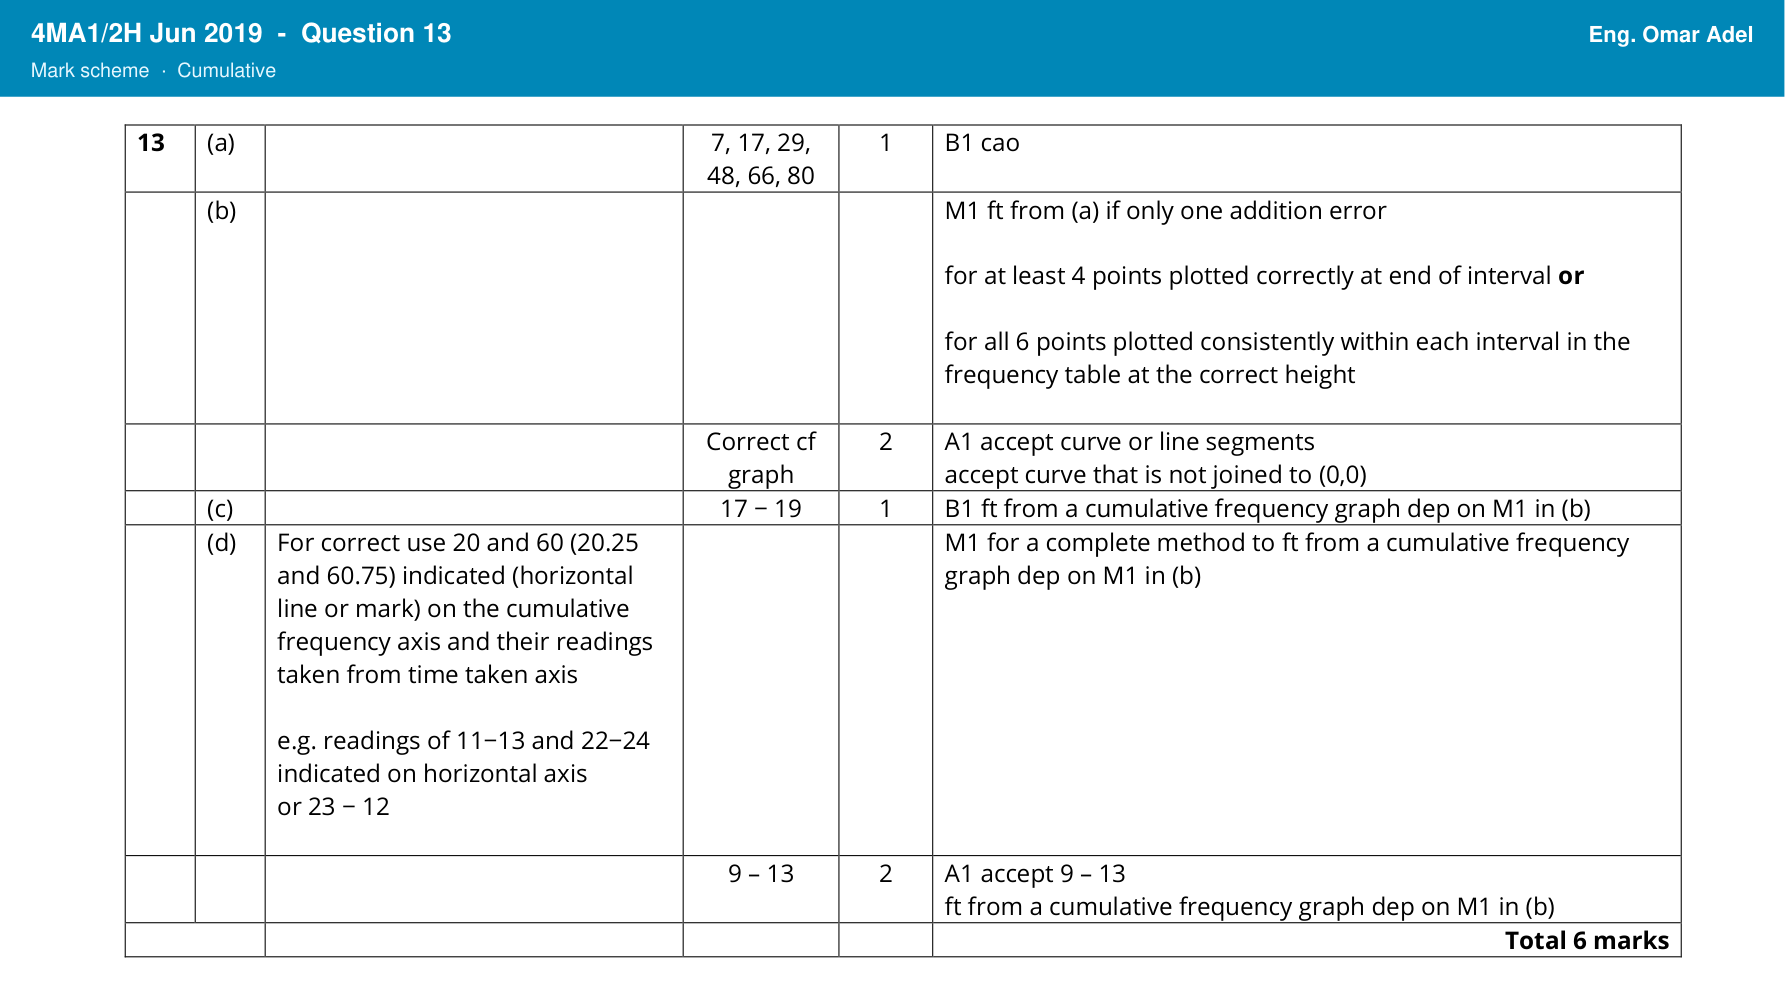 4MA1/2H Jun 2019 - Question 13
Eng. Omar Adel
Mark scheme · Cumulative
13 (a) 7, 17, 29, 1 B1 cao
48, 66, 80
(b) M1 ft from (a) if only one addition error
for at least 4 points plotted correctly at end of interval or
for all 6 points plotted consistently within each interval in the
frequency table at the correct height
Correct cf 2 A1 accept curve or line segments
graph accept curve that is not joined to (0,0)
(c) 17 − 19 1 B1 ft from a cumulative frequency graph dep on M1 in (b)
(d) For correct use 20 and 60 (20.25 M1 for a complete method to ft from a cumulative frequency
and 60.75) indicated (horizontal graph dep on M1 in (b)
line or mark) on the cumulative
frequency axis and their readings
taken from time taken axis
e.g. readings of 11−13 and 22−24
indicated on horizontal axis
or 23 − 12
9 – 13 2 A1 accept 9 – 13
ft from a cumulative frequency graph dep on M1 in (b)
Total 6 marks